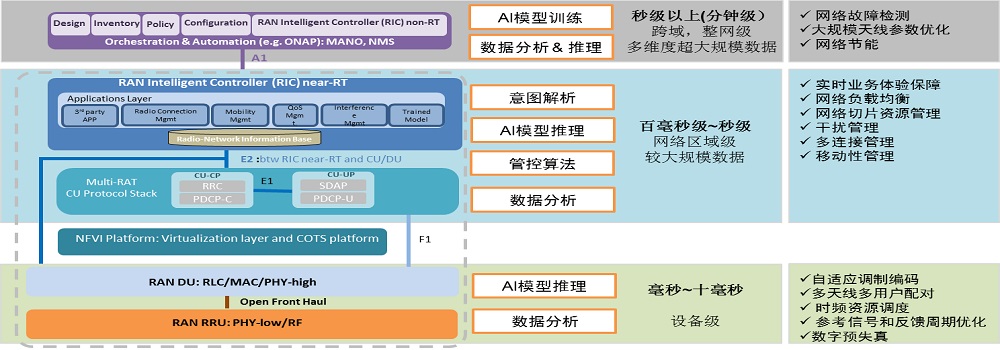 Design
Inventory
Policy
Configuration
RAN Intelligent Controller (RIC) non-RT
Orchestration & Automation (e.g. ONAP): MANO, NMS
A1
AI模型训练
数据分析 & 推理
秒级以上(分钟级)
跨域，整网级
多维度超大规模数据
✓ 网络故障检测
✓ 大规模天线参数优化
✓ 网络节能
RAN Intelligent Controller (RIC) near-RT
Applications Layer
3rd party
APP
Radio Connection
Mgmt
Mobility
Mgmt
QoS
Mgm
t
Interferenc
e Mgmt
Trained
Model
Radio-Network Information Base
E2 :btw RIC near-RT and CU/DU
Multi-RAT
CU Protocol Stack
CU-CP
RRC
PDCP-C
E1
CU-UP
SDAP
PDCP-U
NFVI Platform: Virtualization layer and COTS platform
F1
意图解析
AI模型推理
管控算法
数据分析
百毫秒级~秒级
网络区域级
较大规模数据
✓ 实时业务体验保障
✓ 网络负载均衡
✓ 网络切片资源管理
✓ 干扰管理
✓ 多连接管理
✓ 移动性管理
RAN DU: RLC/MAC/PHY-high
Open Front Haul
RAN RRU: PHY-low/RF
AI模型推理
数据分析
毫秒~十毫秒
设备级
✓ 自适应调制编码
✓ 多天线多用户配对
✓ 时频资源调度
✓ 参考信号和反馈周期优化
✓ 数字预失真